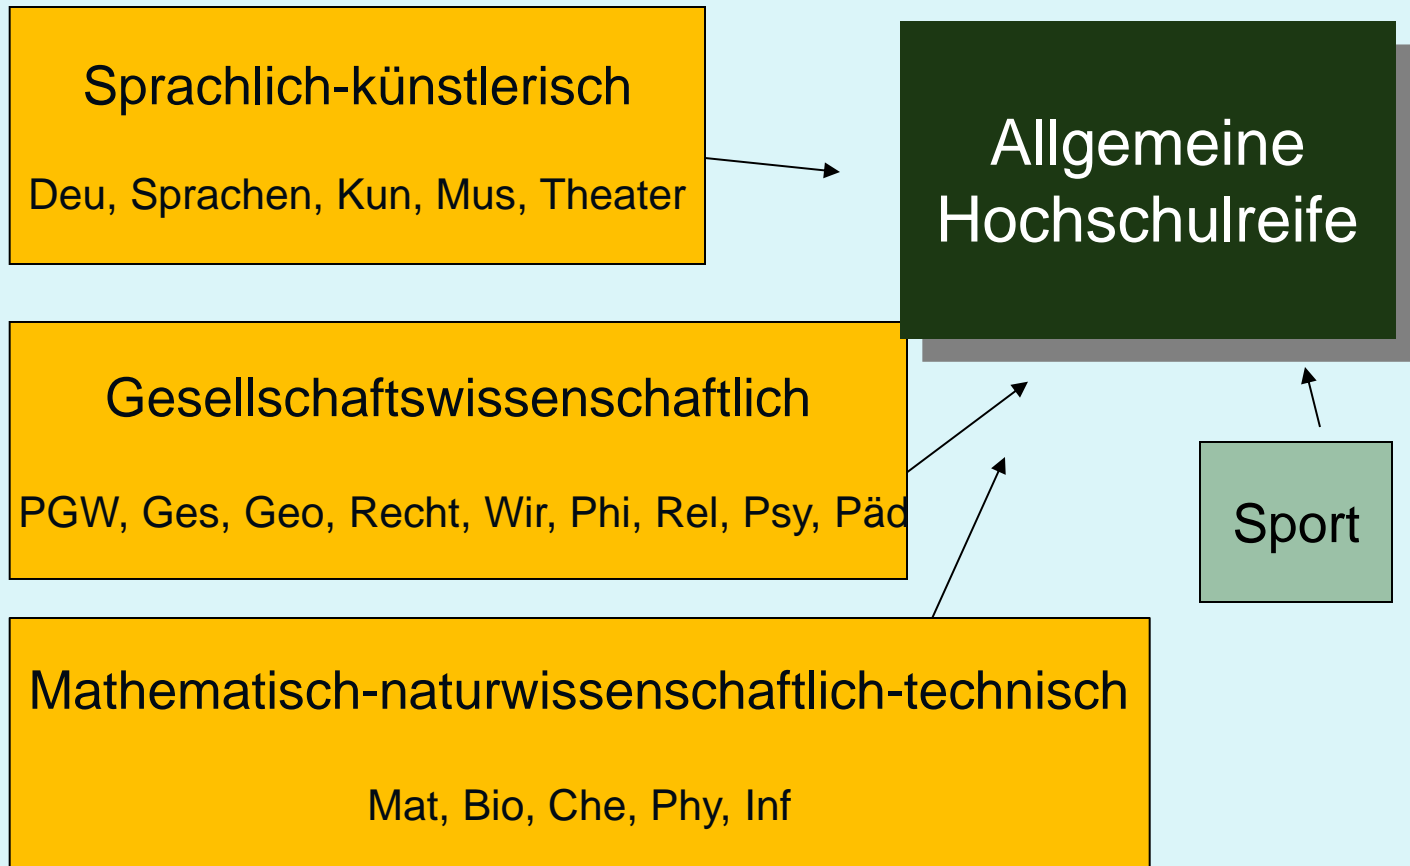 Sprachlich-künstlerisch
Deu, Sprachen, Kun, Mus, Theater
Allgemeine
Hochschulreife
Gesellschaftswissenschaftlich
PGW, Ges, Geo, Recht, Wir, Phi, Rel, Psy, Päd
Sport
Mathematisch-naturwissenschaftlich-technisch
Mat, Bio, Che, Phy, Inf